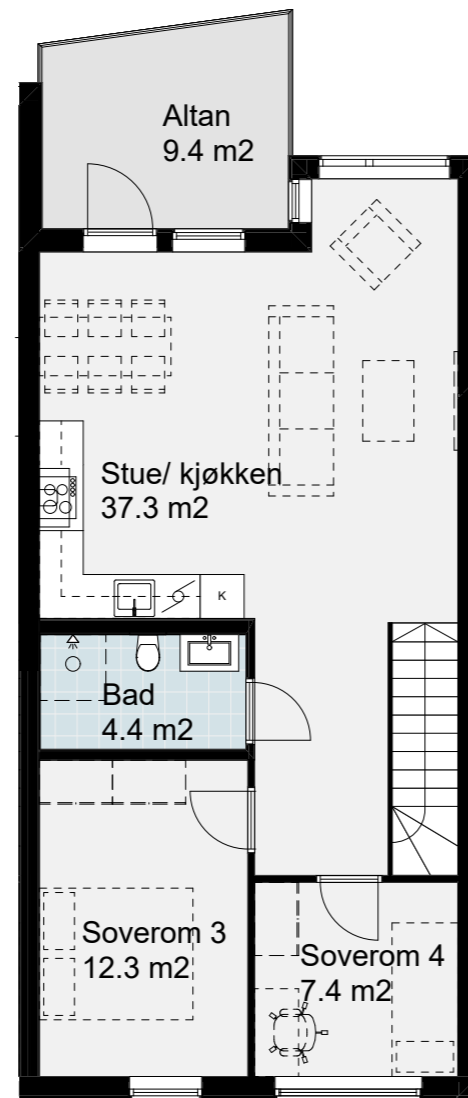 Altan
9.4 m2
Stue/ kjøkken
37.3 m2
K
Bad
4.4 m2
Soverom 3
12.3 m2
Soverom 4
7.4 m2